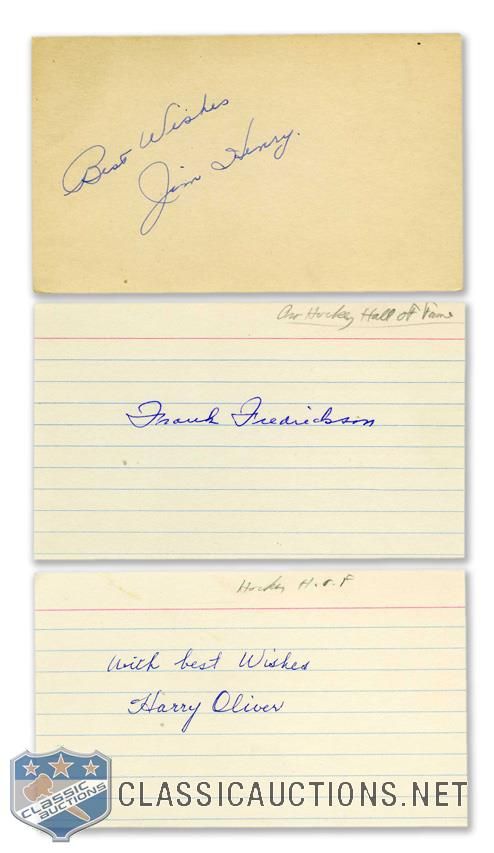 Best Wishes
Jim Henry.
Hockey Hall of Fame
Frank Fredrickson
Hockey H.o.F
With best Wishes
Harry Oliver
CLASSIC
AUCTIONS
CLASSICAUCTIONS.NET